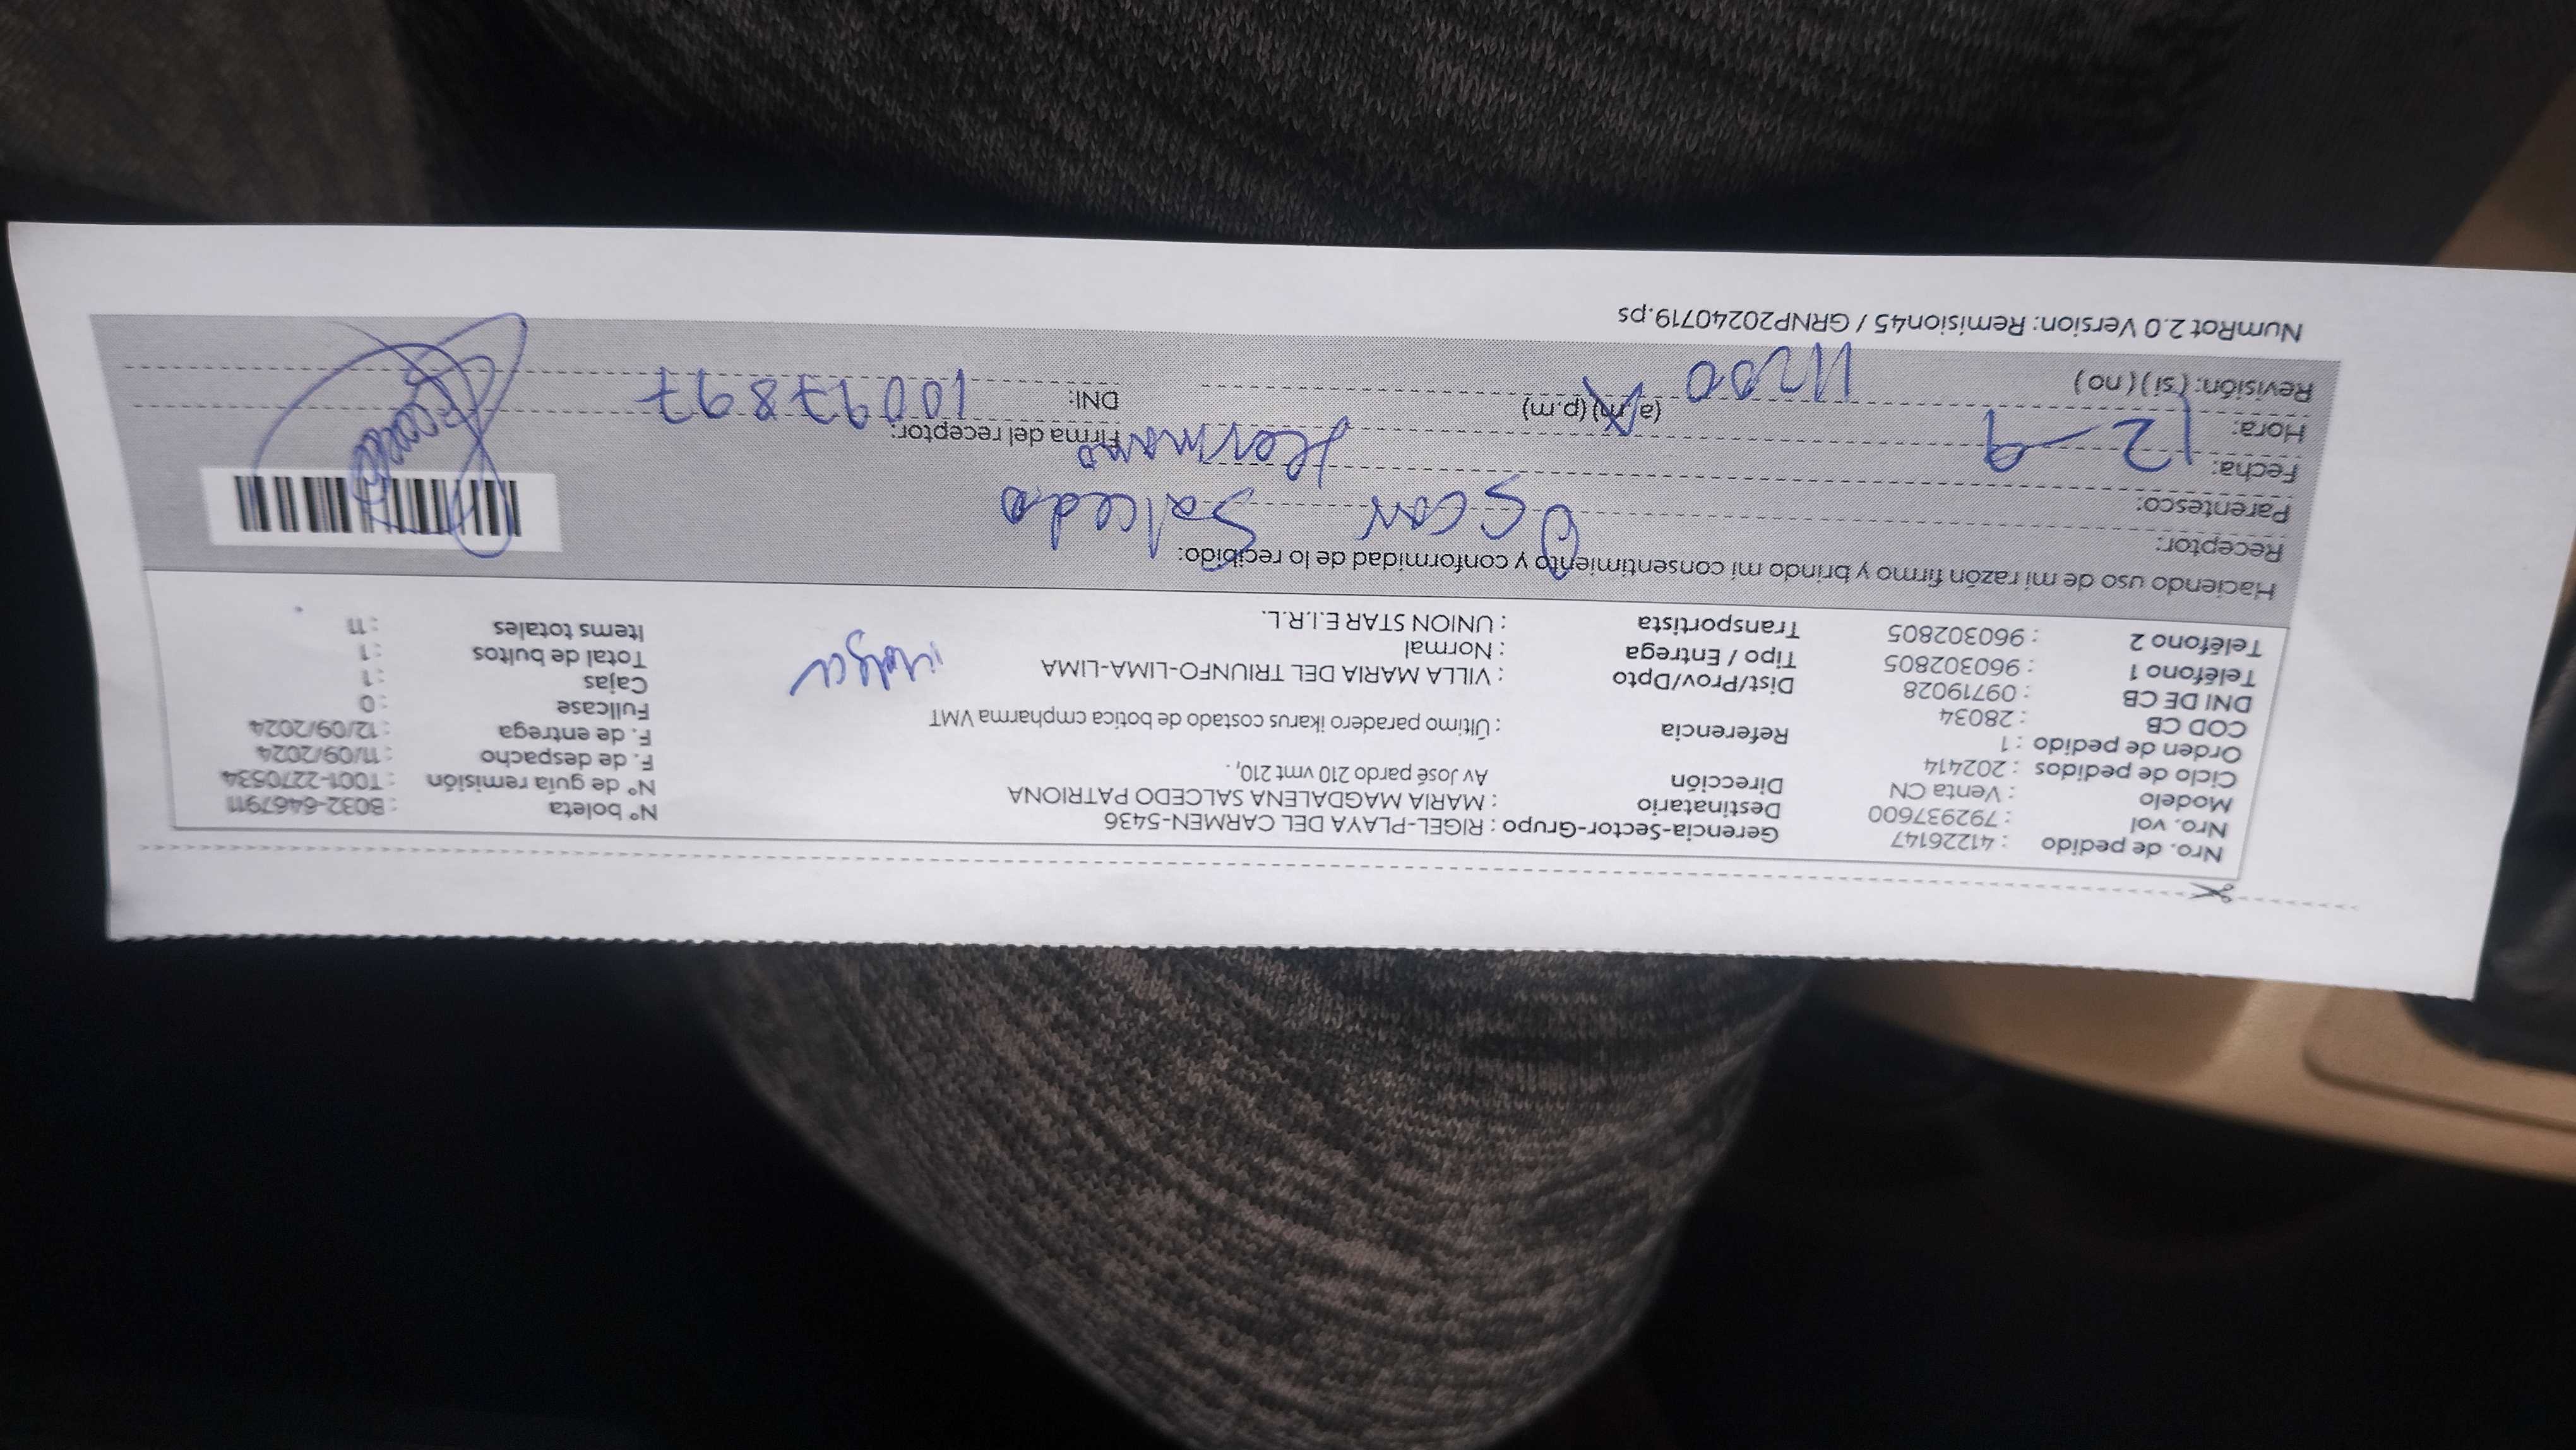 Nro. de pedido : 41226147 Gerencia-Sector-Grupo : RIGEL-PLAYA DEL CARMEN-5436 N° boleta : B032-6467911
Nro. vol : 792937600 Destinatario : MARIA MAGDALENA SALCEDO PATRIONA N° de guía remisión : T001-2270534
Modelo : Venta CN Dirección Av José pardo 210 vmt 210, . F. de despacho : 11/09/2024
Ciclo de pedidos : 202414 F. de entrega : 12/09/2024
Orden de pedido : 1 Referencia : Último paradero ikarus costado de botica cmpharma VMT Fullcase : 0
COD CB : 28034 Cajas : 1
DNI DE CB : 09719028 Dist/Prov/Dpto : VILLA MARIA DEL TRIUNFO-LIMA-LIMA Total de bultos : 1
Teléfono 1 : 960302805 Tipo / Entrega : Normal Items totales : 11
Teléfono 2 : 960302805 Transportista : UNION STAR E.I.R.L.
Haciendo uso de mi razón firmo y brindo mi consentimiento y conformidad de lo recibido:
Receptor: Oscar Salcedo
Parentesco: Hermano
Fecha: 12-9 Firma del receptor:
Hora: 11:00 (a.m) (p.m) DNI: 10097897
Revisión: (si) (no)
NumRot 2.0 Version: Remision45 / GRNP20240719.ps